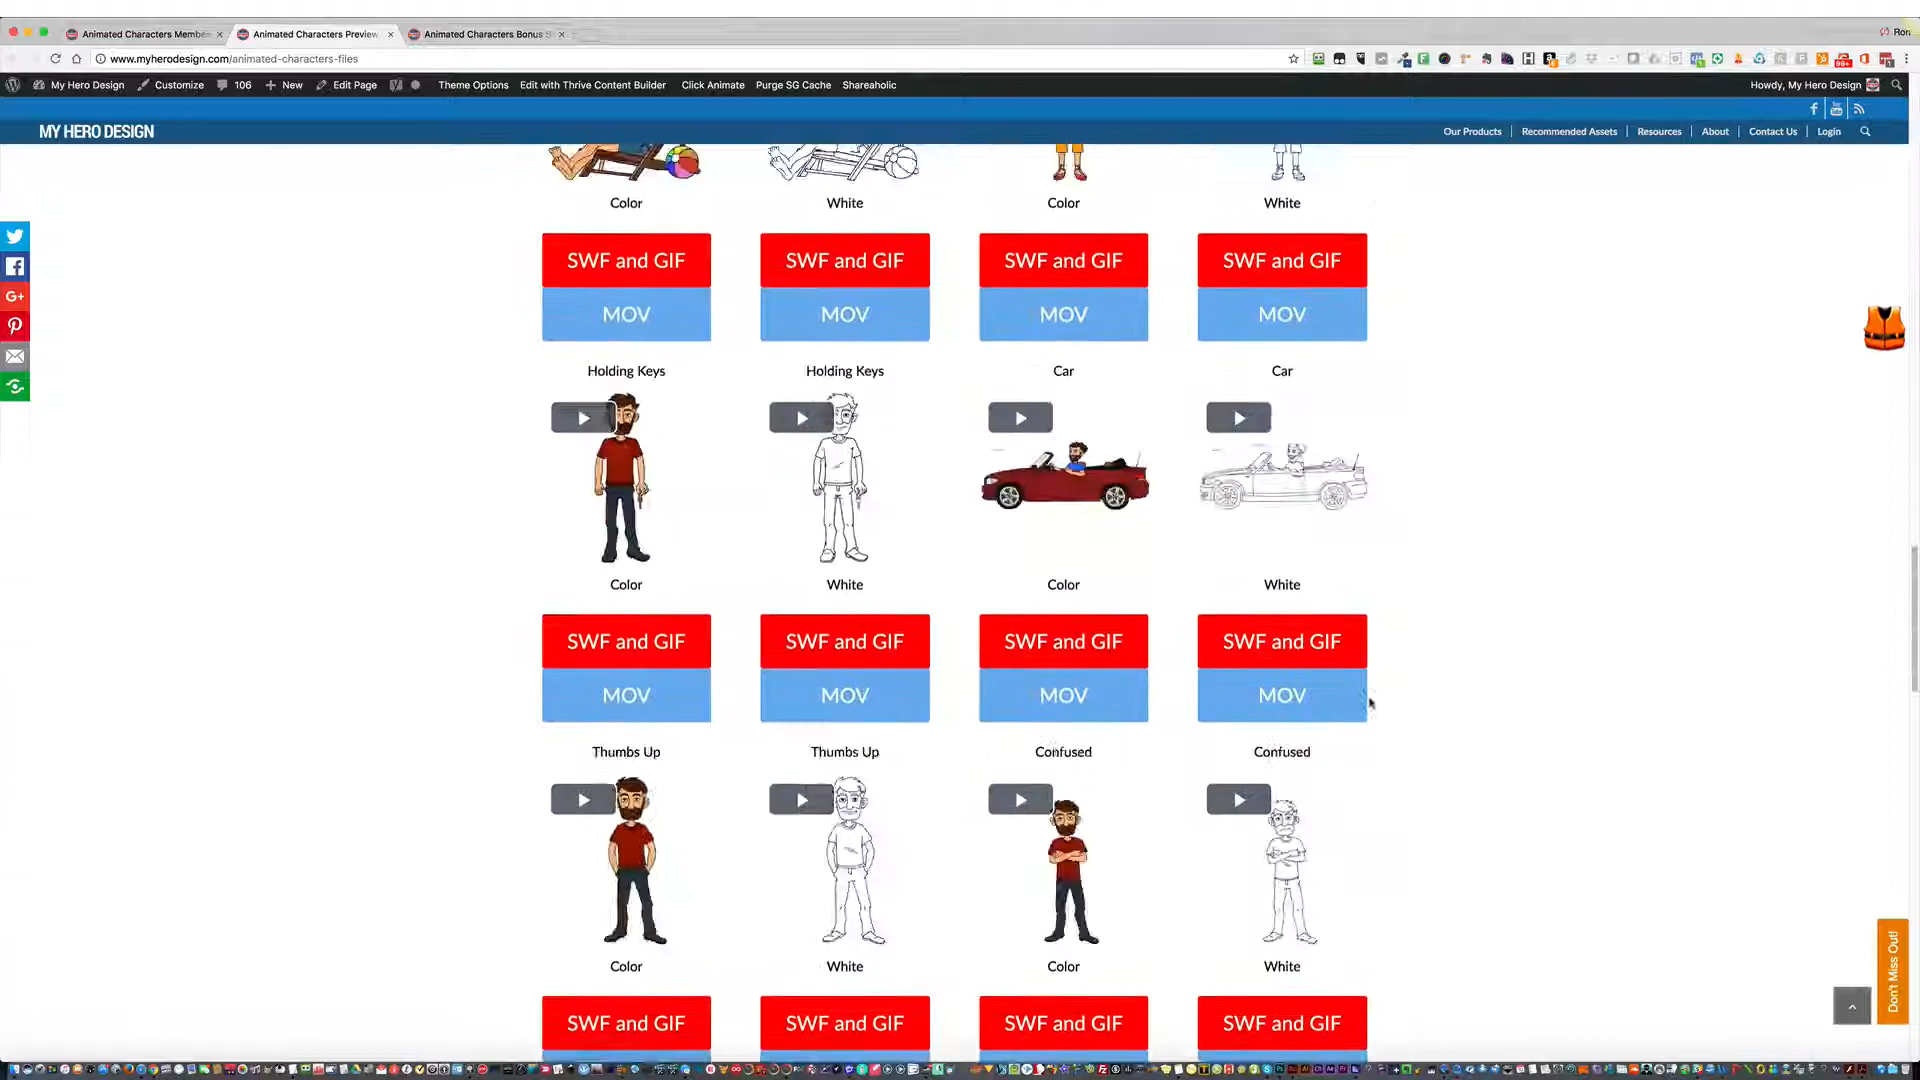 Animated Characters Membe
Animated Characters Preview
Animated Characters Bonus S
Ron
www.myherodesign.com/animated-characters-files
My Hero Design
Customize
106
New
Edit Page
Theme Options
Edit with Thrive Content Builder
Click Animate
Purge SG Cache
Shareaholic
Howdy, My Hero Design
MY HERO DESIGN
Our Products
Recommended Assets
Resources
About
Contact Us
Login
Color White Color White
SWF and GIF SWF and GIF SWF and GIF SWF and GIF
MOV MOV MOV MOV
Holding Keys Holding Keys Car Car
Color White Color White
SWF and GIF SWF and GIF SWF and GIF SWF and GIF
MOV MOV MOV MOV
Thumbs Up Thumbs Up Confused Confused
Color White Color White
SWF and GIF SWF and GIF SWF and GIF SWF and GIF
Don't Miss Out!